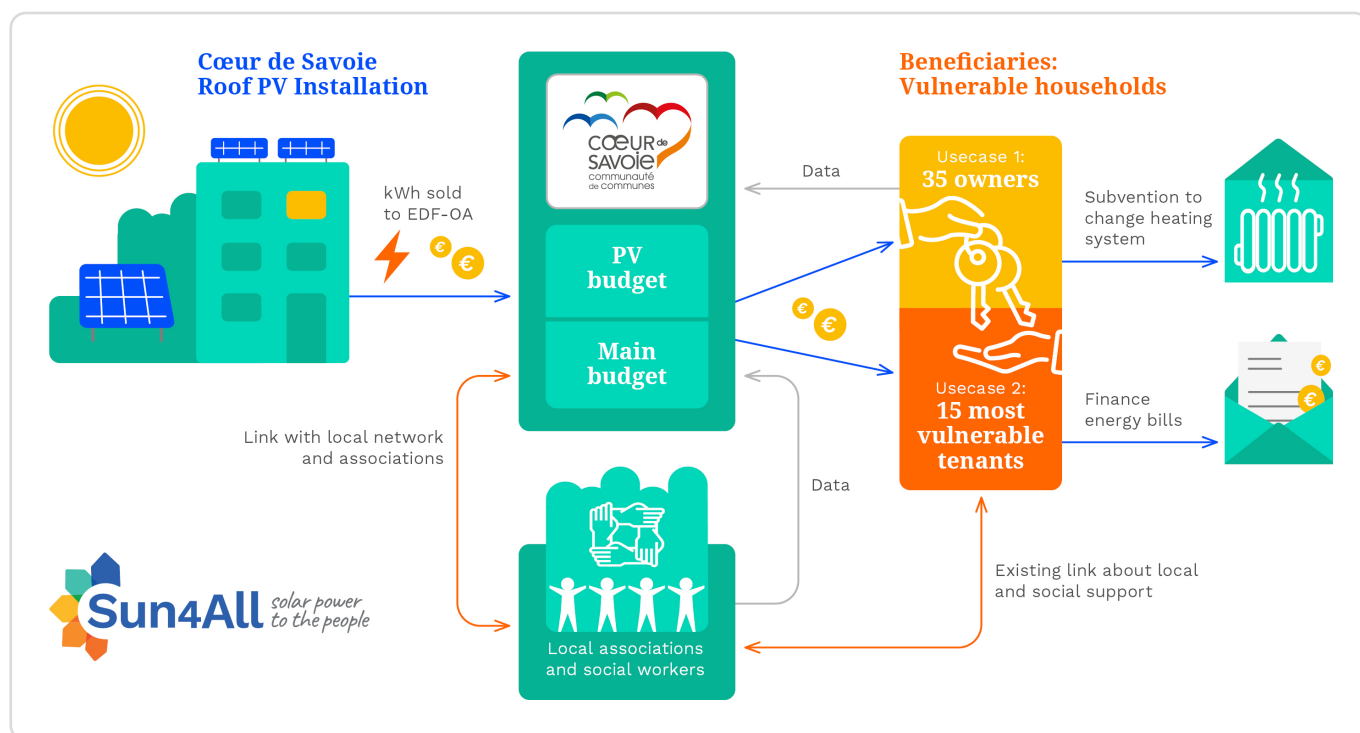 Cœur de Savoie
Roof PV Installation
kWh sold
to EDF-OA
€
€
CŒUR de
SAVOIE
communauté
de communes
PV
budget
Main
budget
Link with local network
and associations
Local associations
and social workers
Data
Data
€
€
Beneficiaries:
Vulnerable households
Usecase 1:
35 owners
Usecase 2:
15 most
vulnerable
tenants
Subvention to
change heating
system
Finance
energy bills
€
€
Existing link about local
and social support
Sun4All
solar power
to the people